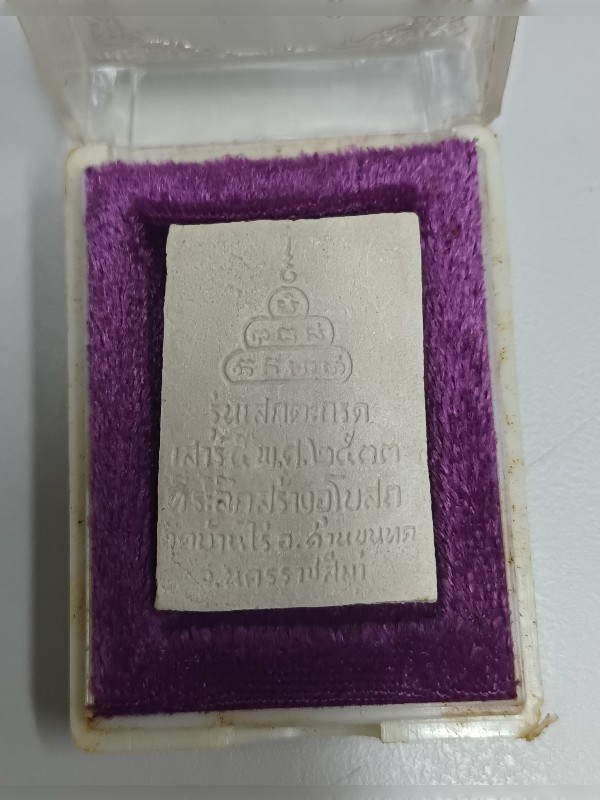 รุ่นเสกตะกรุด
เสาร์ ๕ พ.ศ.๒๕๓๓
ที่ระลึกสร้างอุโบสถ
วัดบ้านไร่ อ.ด่านขุนทด
จ.นครราชสีมา